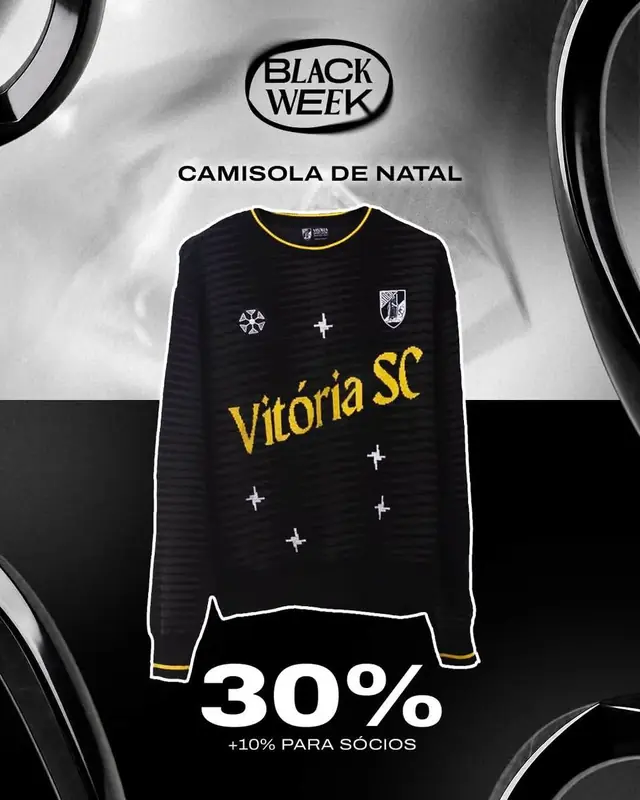 BLACK
WEEK
CAMISOLA DE NATAL
Vitória SC
30%
+10% PARA SÓCIOS